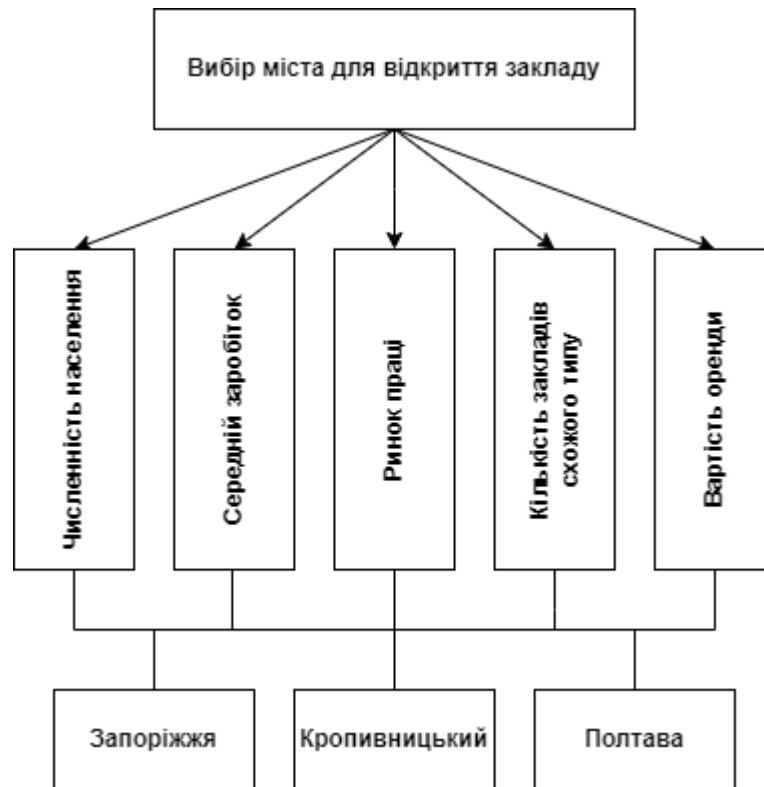 Вибір міста для відкриття закладу
Численність населення
Середній заробіток
Ринок праці
Кількість закладів
схожого типу
Вартість оренди
Запоріжжя
Кропивницький
Полтава